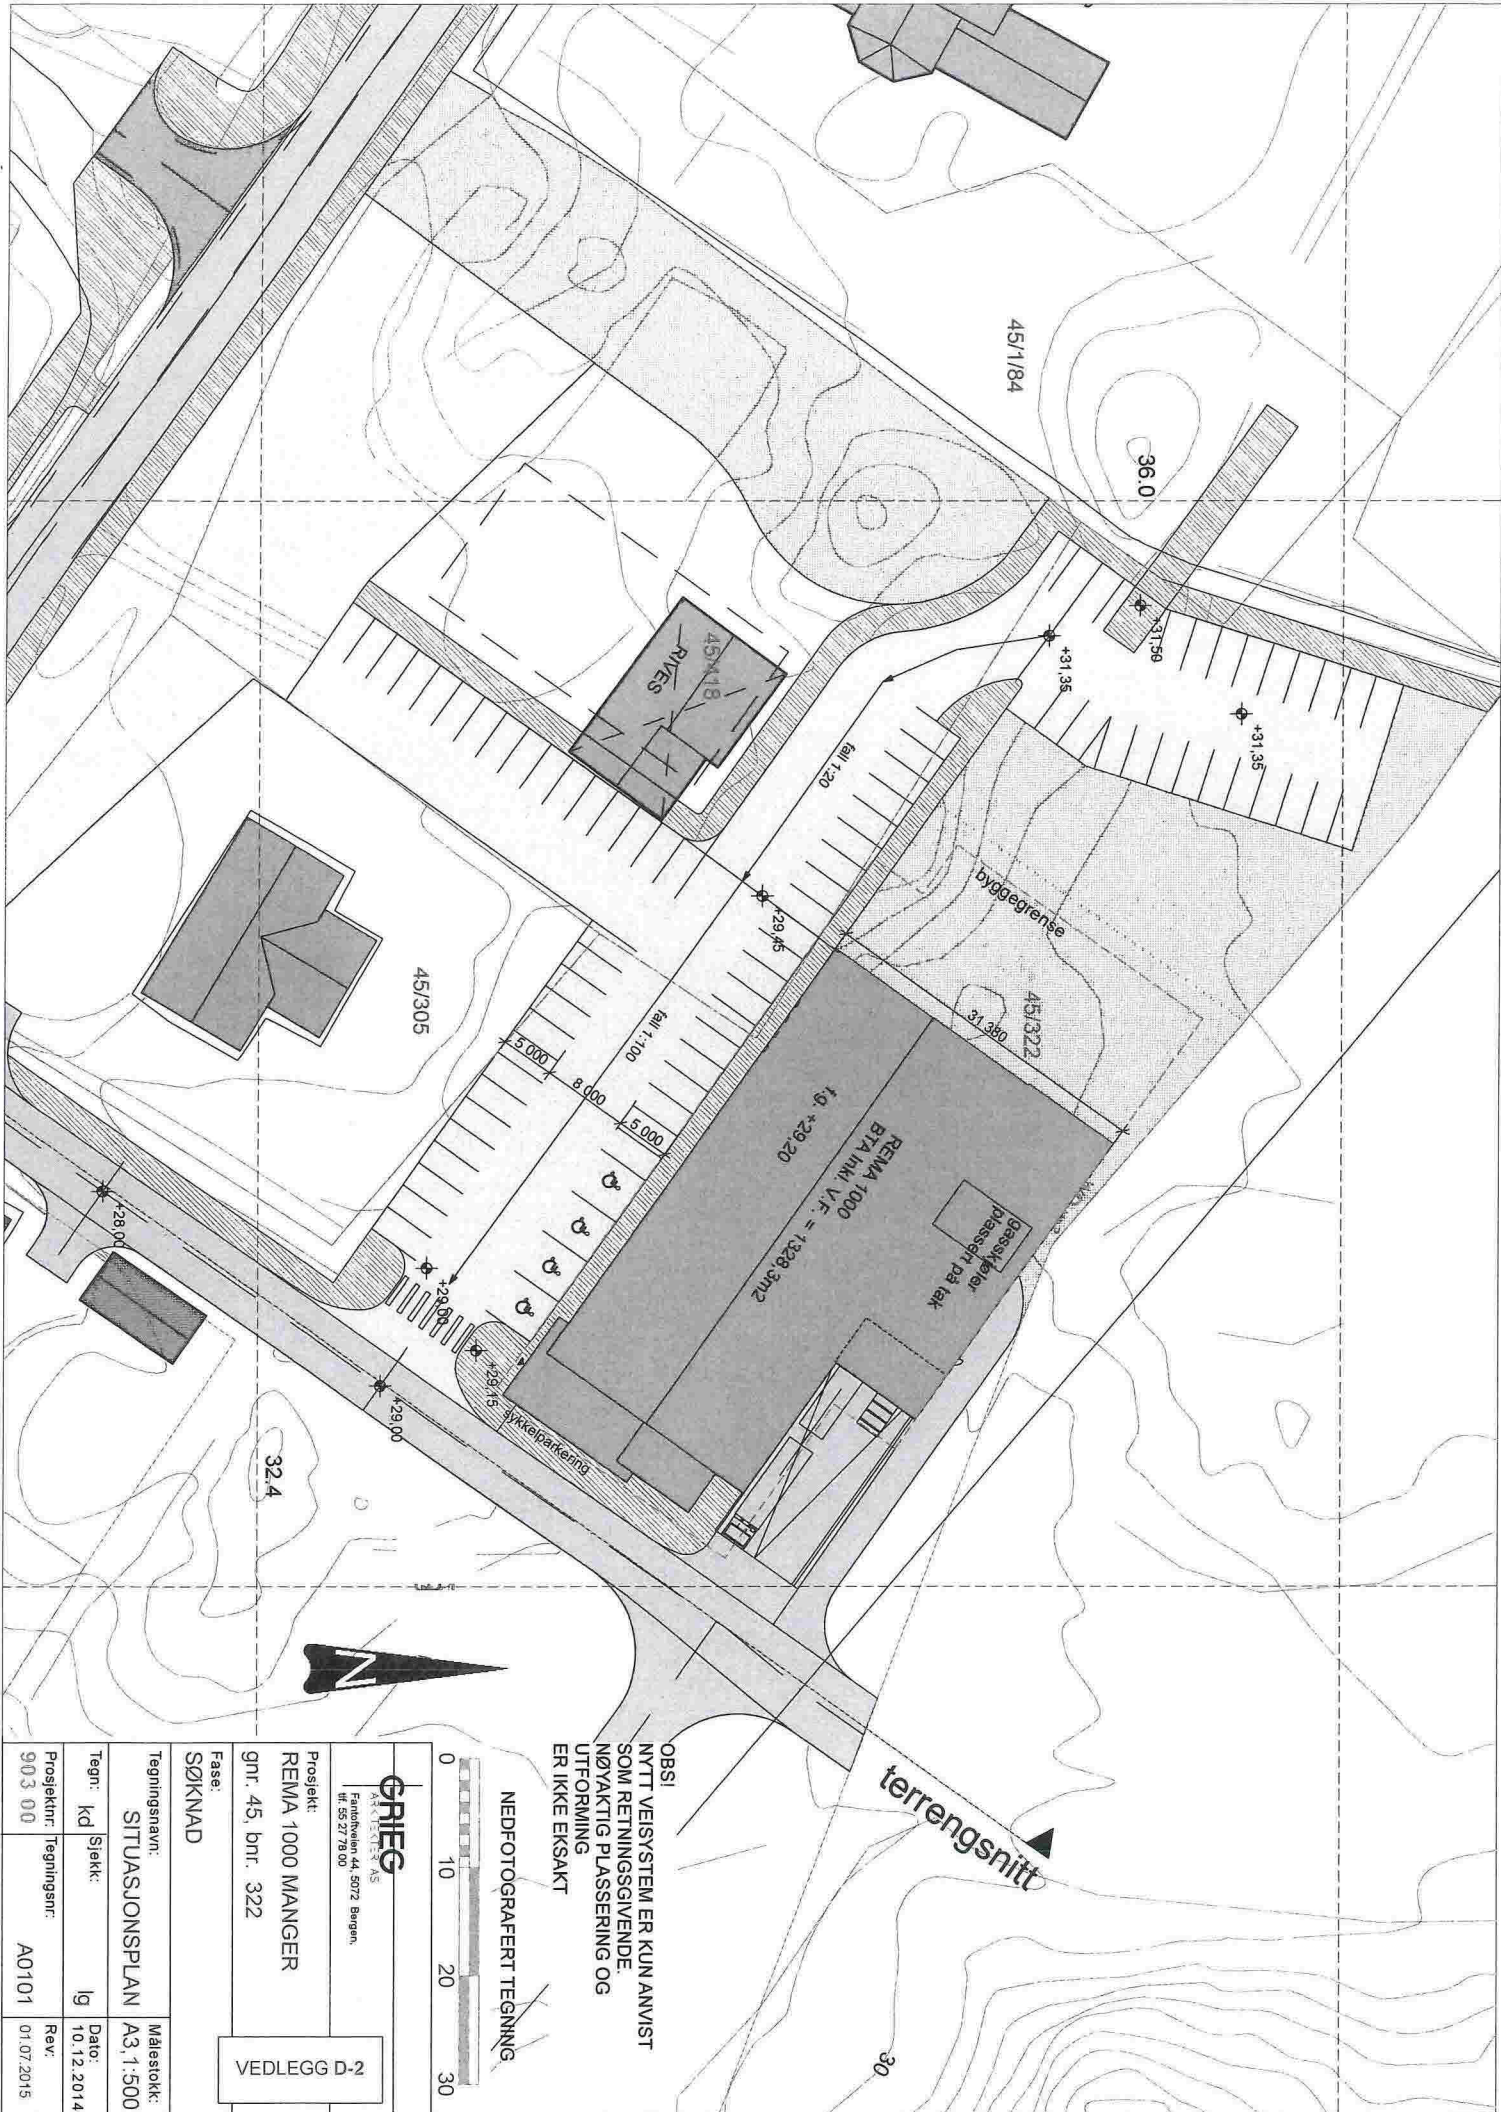 45/1/84
36.0
+31,50
+31,35
+31,35
45/418
RIVES
fall 1:20
byggegrense
+29,45
45/322
31 380
45/305
fall 1:100
5 000
8 000
5 000
f.g. +29,20
REMA 1000
BTA inkl. V.F. = 1328,3m2
gasskjøler
plassert på tak
+28,00
+29,00
+29,15
+29,00
sykkelparkering
32,4
N
terrengsnitt
30
OBS!
NYTT VEISYSTEM ER KUN ANVIST
SOM RETNINGSGIVENDE.
NØYAKTIG PLASSERING OG
UTFORMING
ER IKKE EKSAKT
NEDFOTOGRAFERT TEGNING
0 10 20 30
GRIEG
ARKITEKTER AS
Fantoftveien 44, 5072 Bergen,
tlf. 55 27 78 00
Prosjekt:
REMA 1000 MANGER
gnr. 45, bnr. 322
VEDLEGG D-2
Fase:
SØKNAD
Tegningsnavn: Målestokk:
SITUASJONSPLAN A3,1:500
Tegn: kd Sjekk: lg Dato: 10.12.2014
Prosjektnr: Tegningsnr: Rev:
903 00 A0101 01.07.2015